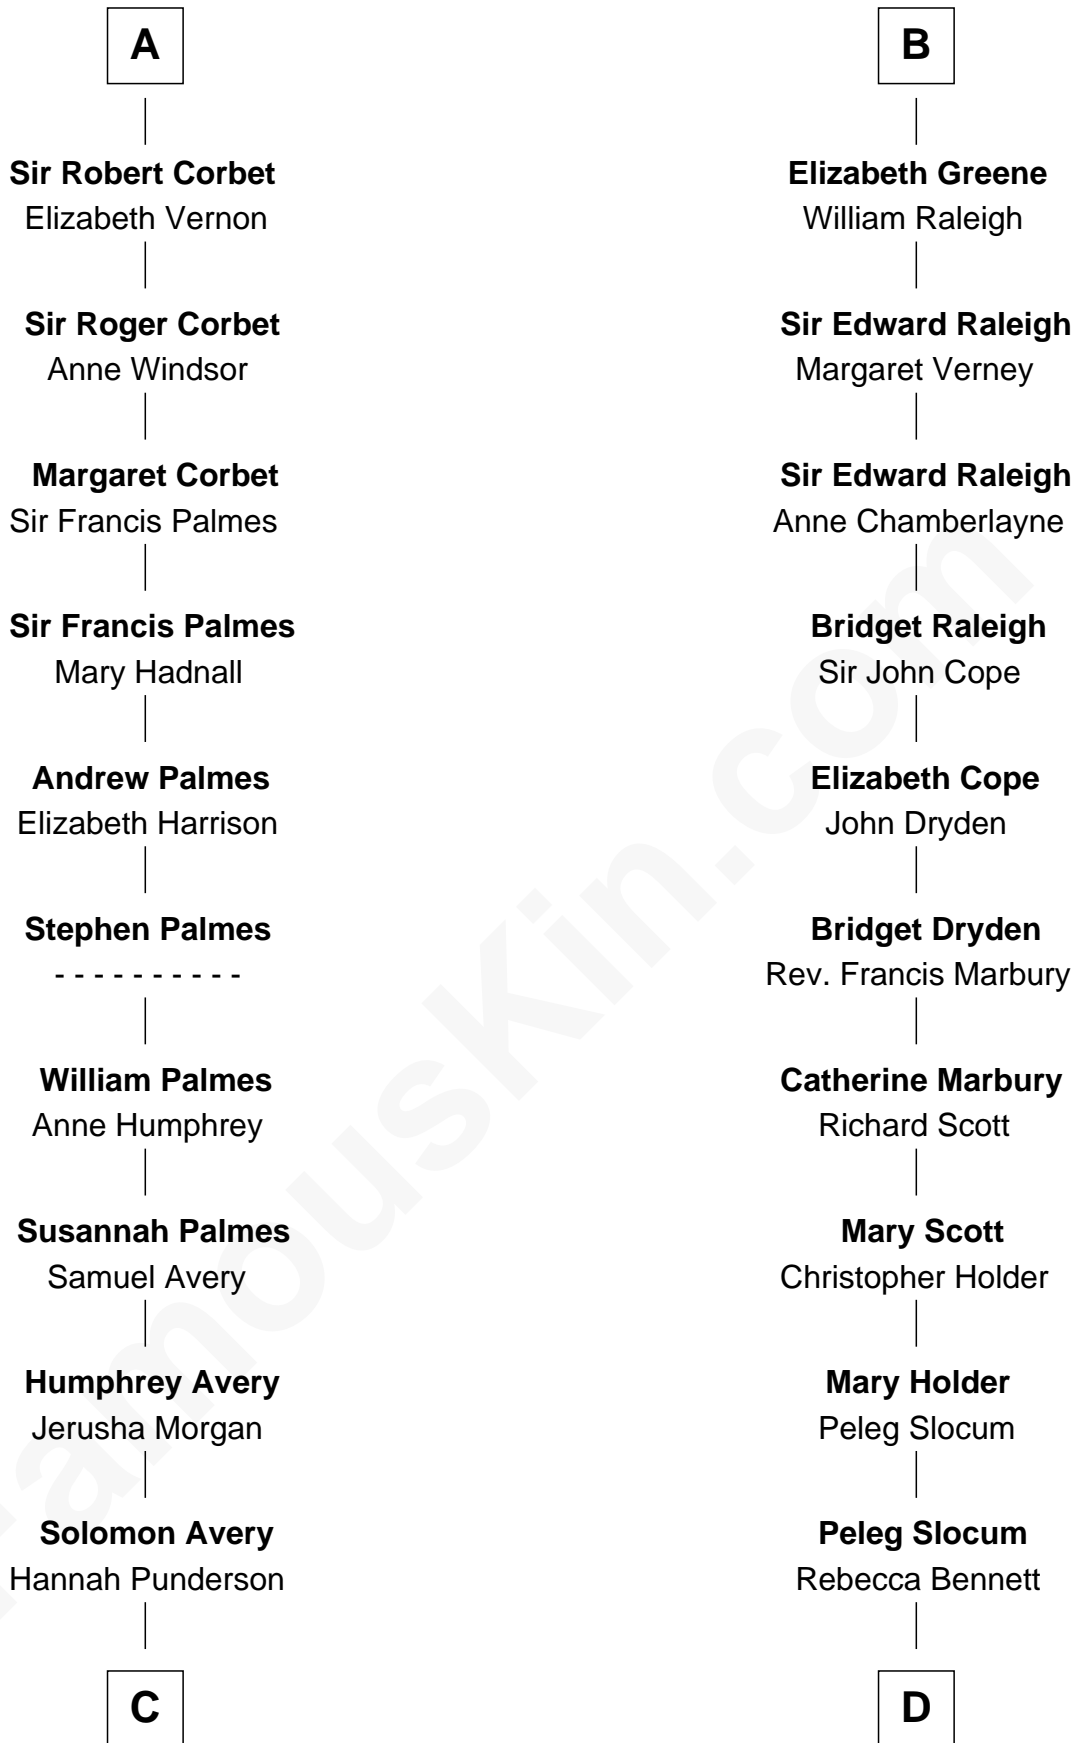 A
Sir Robert Corbet
Elizabeth Vernon
Sir Roger Corbet
Anne Windsor
Margaret Corbet
Sir Francis Palmes
Sir Francis Palmes
Mary Hadnall
Andrew Palmes
Elizabeth Harrison
Stephen Palmes
- - - - - - - - - -
William Palmes
Anne Humphrey
Susannah Palmes
Samuel Avery
Humphrey Avery
Jerusha Morgan
Solomon Avery
Hannah Punderson
C
B
Elizabeth Greene
William Raleigh
Sir Edward Raleigh
Margaret Verney
Sir Edward Raleigh
Anne Chamberlayne
Bridget Raleigh
Sir John Cope
Elizabeth Cope
John Dryden
Bridget Dryden
Rev. Francis Marbury
Catherine Marbury
Richard Scott
Mary Scott
Christopher Holder
Mary Holder
Peleg Slocum
Peleg Slocum
Rebecca Bennett
D
FamousKin.com